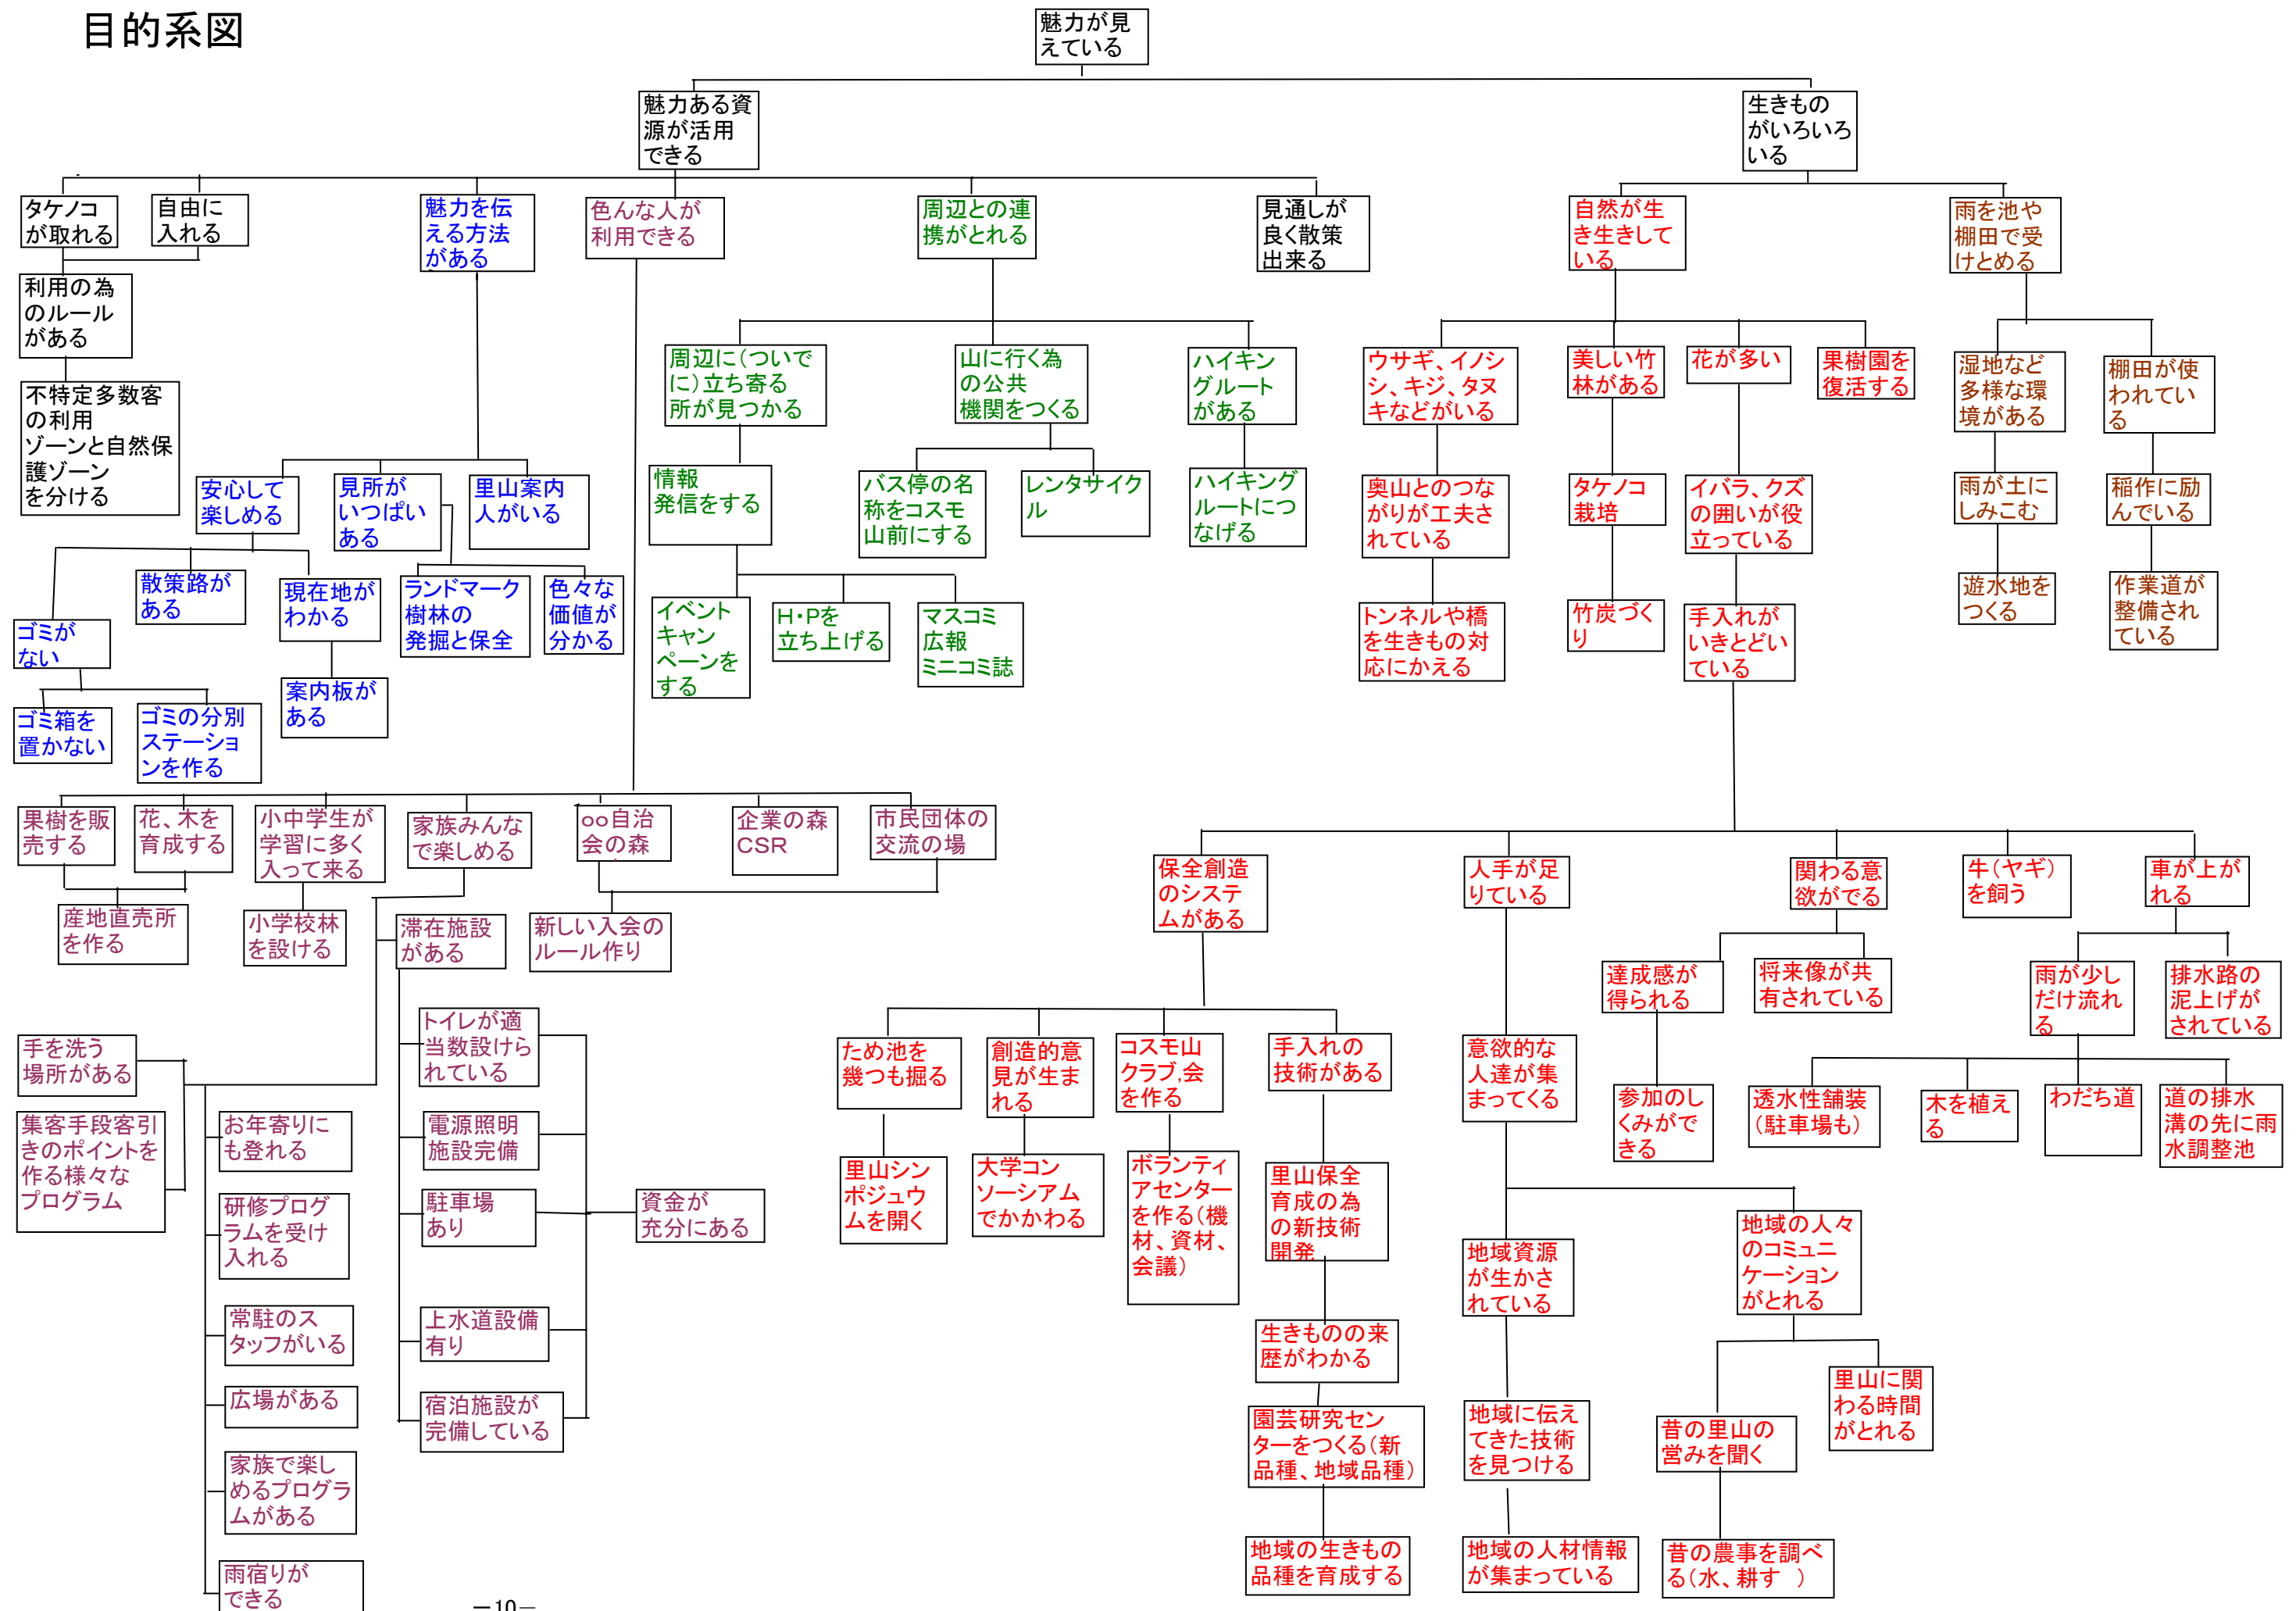 目的系図
魅力が見
えている
魅力ある資
源が活用
できる
生きもの
がいろいろ
いる
タケノコ
が取れる
自由に
入れる
魅力を伝
える方法
がある
色んな人が
利用できる
周辺との連
携がとれる
見通しが
良く散策
出来る
自然が生
き生きして
いる
雨を池や
棚田で受
けとめる
利用の為
のルール
がある
不特定多数客
の利用
ゾーンと自然保
護ゾーン
を分ける
周辺に(ついで
に)立ち寄る
所が見つかる
山に行く為
の公共
機関をつくる
ハイキン
グルート
がある
ウサギ、イノシ
シ、キジ、タヌ
キなどがいる
美しい竹
林がある
花が多い
果樹園を
復活する
湿地など
多様な環
境がある
棚田が使
われてい
る
安心して
楽しめる
見所が
いっぱい
ある
里山案内
人がいる
情報
発信をする
バス停の名
称をコスモ
山前にする
レンタサイク
ル
ハイキング
ルートにつ
なげる
奥山とのつな
がりが工夫さ
れている
タケノコ
栽培
イバラ、クズ
の囲いが役
立っている
雨が土に
しみこむ
稲作に励
んでいる
散策路が
ある
現在地が
わかる
ランドマーク
樹林の
発掘と保全
色々な
価値が
分かる
イベント
キャン
ペーンを
する
H・Pを
立ち上げる
マスコミ
広報
ミニコミ誌
トンネルや橋
を生きもの対
応にかえる
竹炭づく
り
手入れが
いきとどい
ている
遊水地を
つくる
作業道が
整備され
ている
ゴミが
ない
案内板が
ある
ゴミ箱を
置かない
ゴミの分別
ステーショ
ンを作る
果樹を販
売する
花、木を
育成する
小中学生が
学習に多く
入って来る
家族みんな
で楽しめる
oo自治
会の森
企業の森
CSR
市民団体の
交流の場
保全創造
のシステ
ムがある
人手が足
りている
関わる意
欲がでる
牛(ヤギ)
を飼う
車が上が
れる
産地直売所
を作る
小学校林
を設ける
滞在施設
がある
新しい入会の
ルール作り
達成感が
得られる
将来像が共
有されている
雨が少し
だけ流れ
る
排水路の
泥上げが
されている
手を洗う
場所がある
トイレが適
当数設けら
れている
ため池を
幾つも掘る
創造的意
見が生ま
れる
コスモ山
クラブ,会
を作る
手入れの
技術がある
意欲的な
人達が集
まってくる
参加のし
くみがで
きる
透水性舗装
(駐車場も)
木を植え
る
わだち道
道の排水
溝の先に雨
水調整池
集客手段客引
きのポイントを
作る様々な
プログラム
お年寄りに
も登れる
電源照明
施設完備
里山シン
ポジュウ
ムを開く
大学コン
ソーシアム
でかかわる
ボランティ
アセンター
を作る(機
材、資材、
会議)
里山保全
育成の為
の新技術
開発
研修プログ
ラムを受け
入れる
駐車場
あり
資金が
充分にある
地域資源
が生かさ
れている
地域の人々
のコミュニ
ケーション
がとれる
常駐のス
タッフがいる
上水道設備
有り
生きものの来
歴がわかる
里山に関
わる時間
がとれる
広場がある
宿泊施設が
完備している
園芸研究セン
ターをつくる(新
品種、地域品種)
地域に伝え
てきた技術
を見つける
昔の里山の
営みを聞く
家族で楽し
めるプログラ
ムがある
地域の生きもの
品種を育成する
地域の人材情報
が集まっている
昔の農事を調べ
る(水、耕す )
雨宿りが
できる
－10－